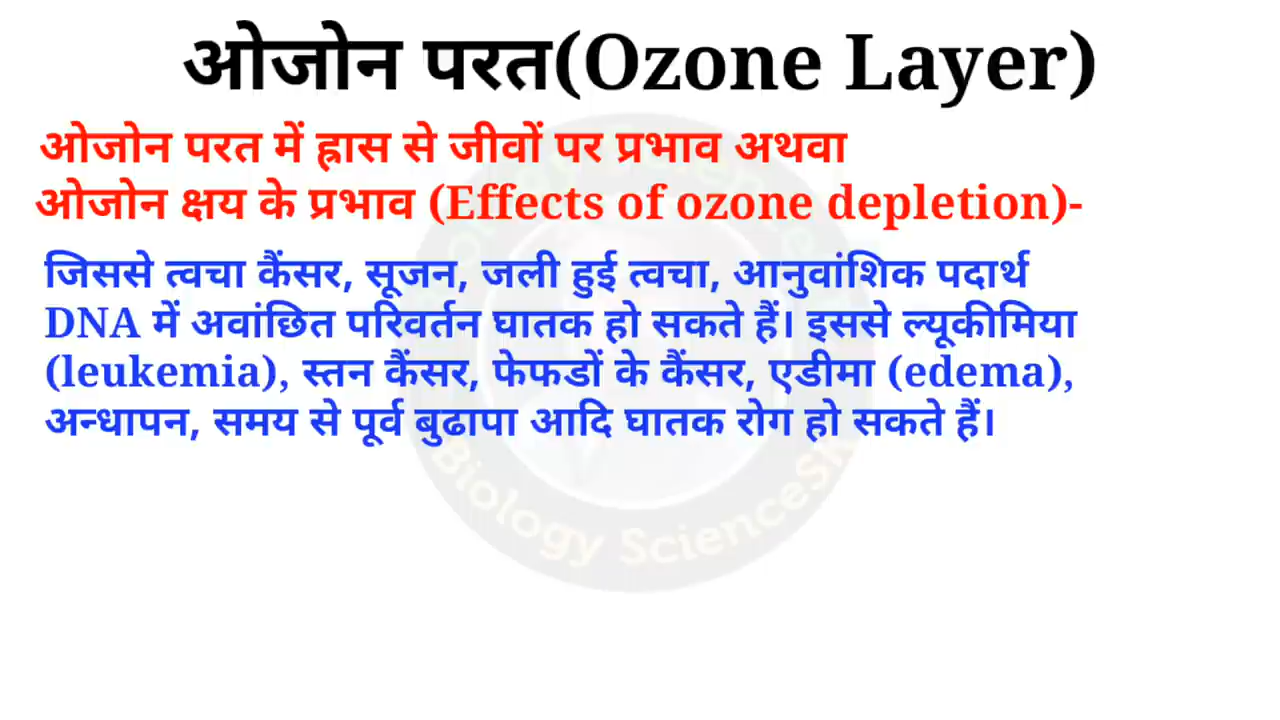 ओजोन परत(Ozone Layer)
ओजोन परत में ह्रास से जीवों पर प्रभाव अथवा
ओजोन क्षय के प्रभाव (Effects of ozone depletion)-
जिससे त्वचा कैंसर, सूजन, जली हुई त्वचा, आनुवांशिक पदार्थ
DNA में अवांछित परिवर्तन घातक हो सकते हैं। इससे ल्यूकीमिया
(leukemia), स्तन कैंसर, फेफडों के कैंसर, एडीमा (edema),
अन्धापन, समय से पूर्व बुढापा आदि घातक रोग हो सकते हैं।
Biology Science